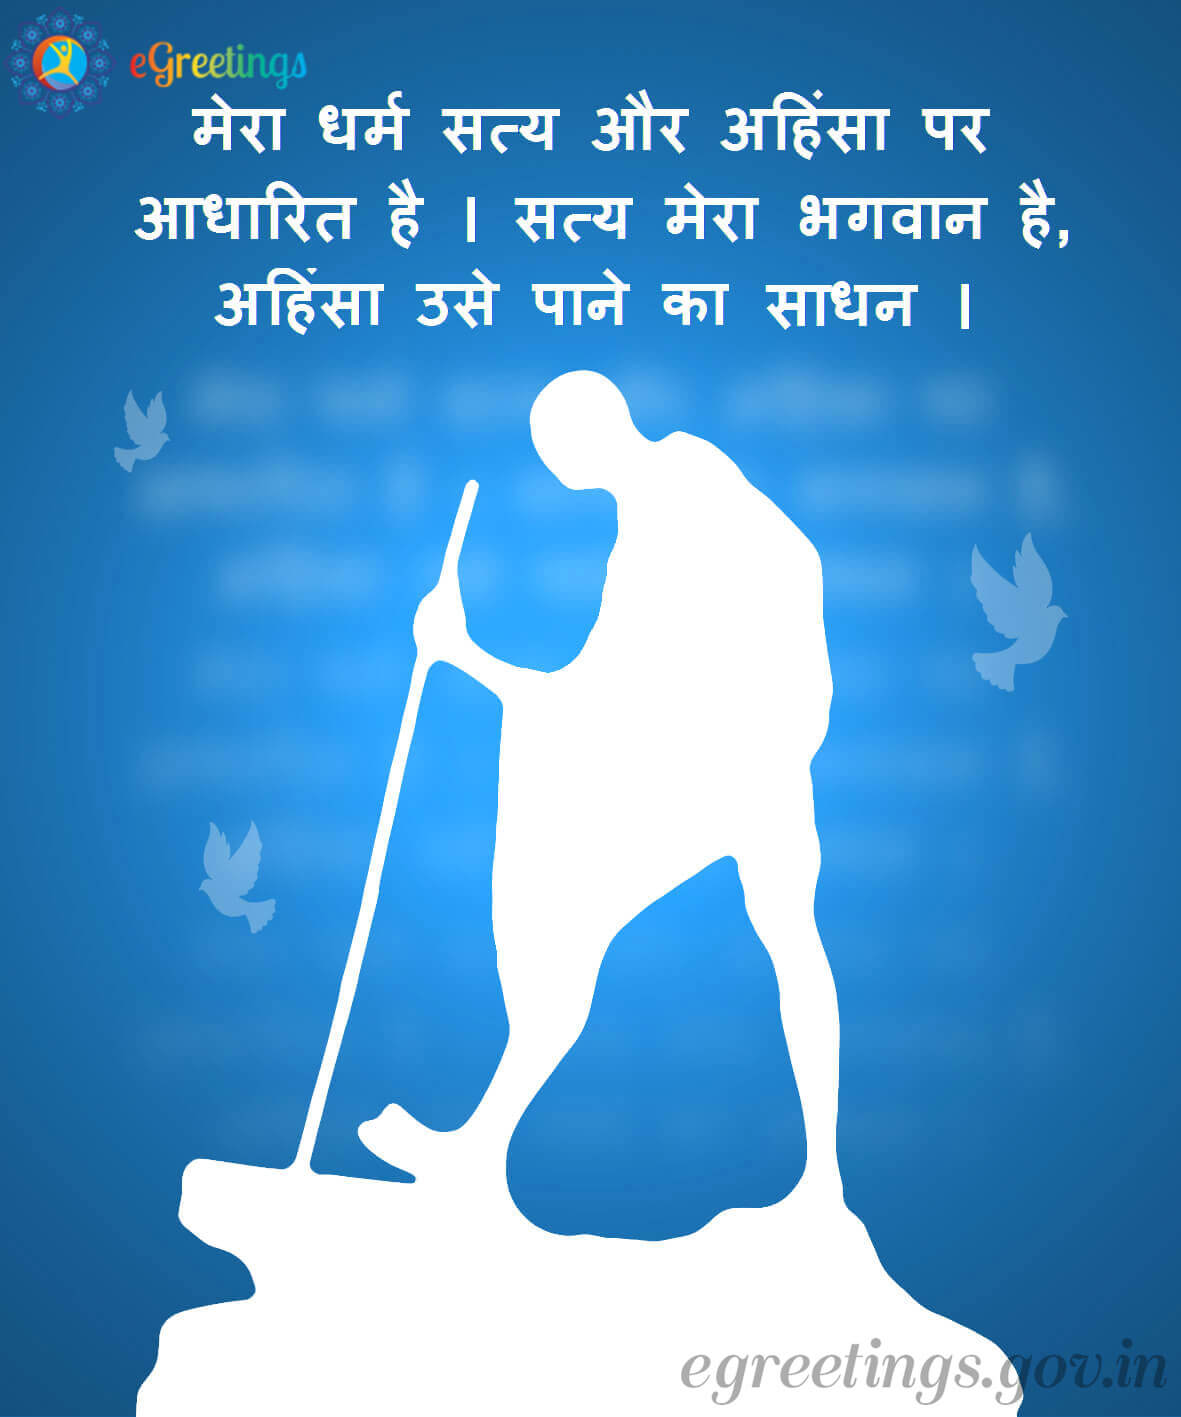 eGreetings
मेरा धर्म सत्य और अहिंसा पर
आधारित है । सत्य मेरा भगवान है,
अहिंसा उसे पाने का साधन ।
egreetings.gov.in